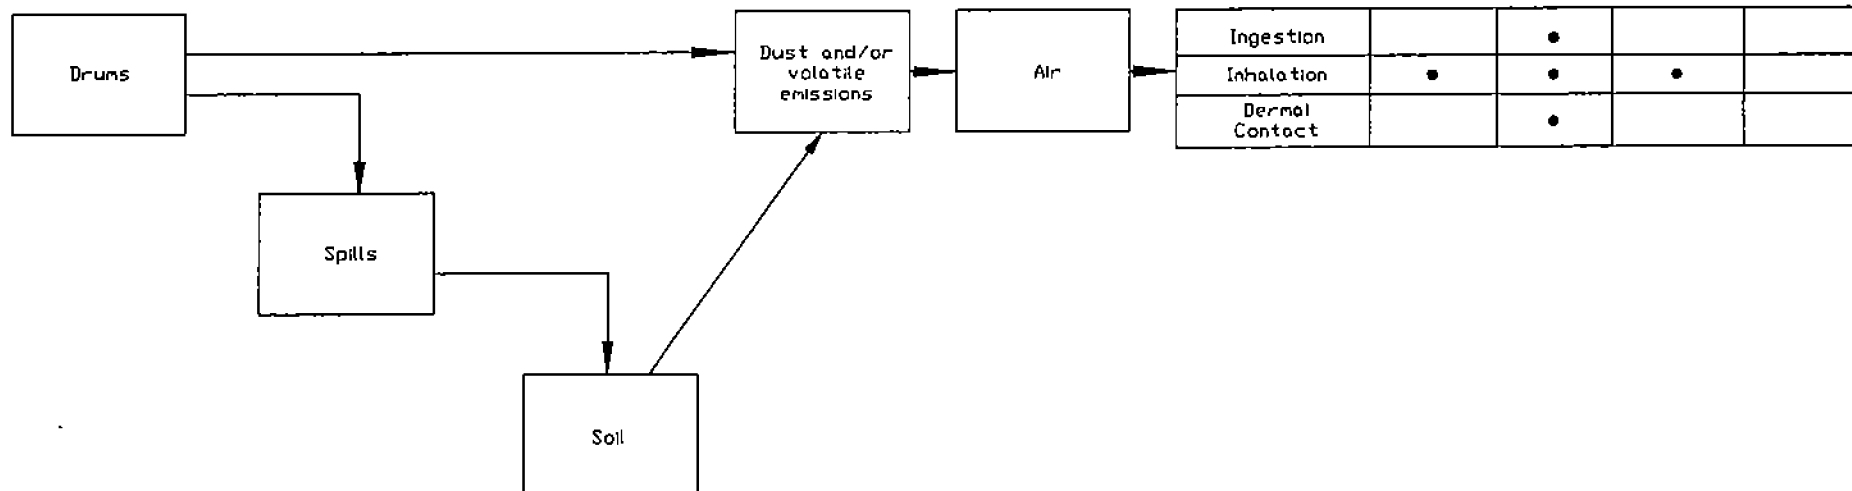 Drums
Dust and/or
volatile
emissions
Air
Ingestion
Inhalation
Dermal
Contact
Spills
Soil